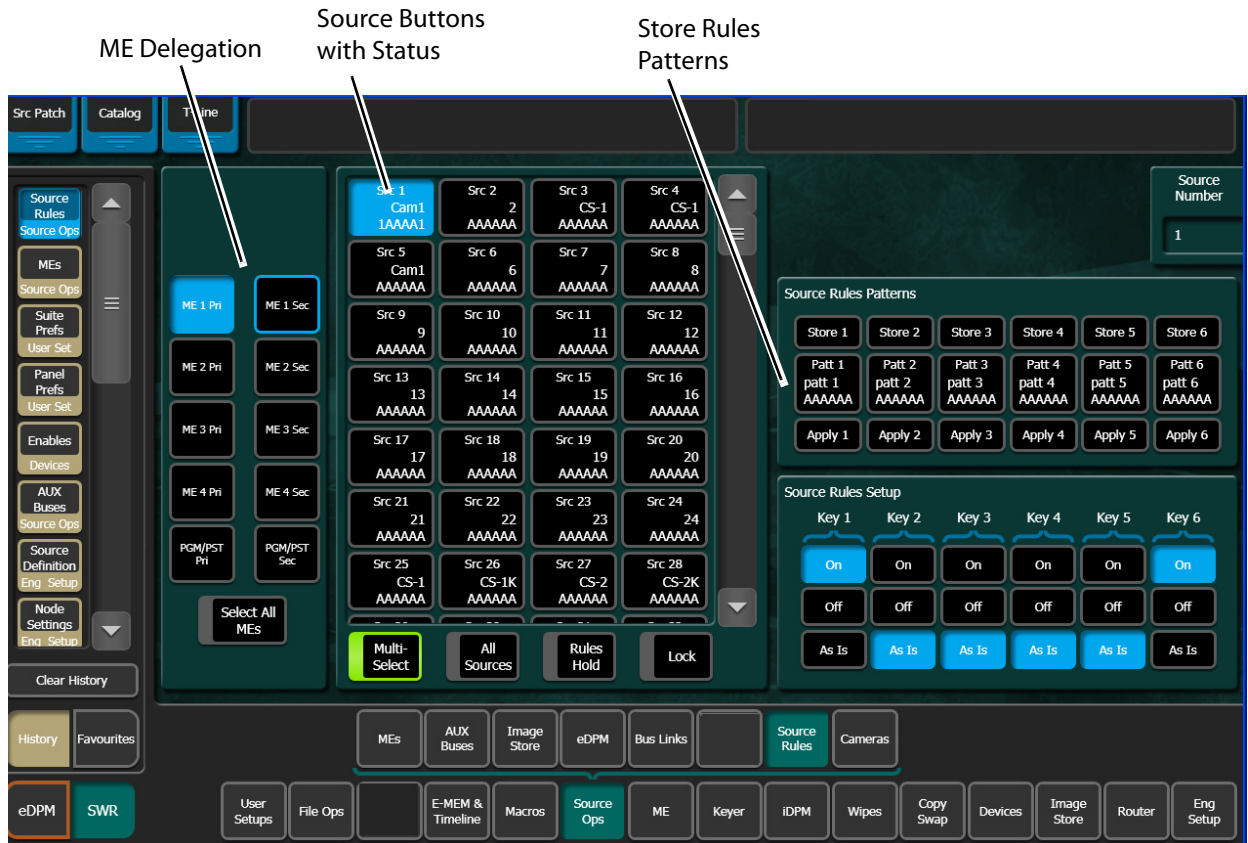 Source Buttons
with Status
Store Rules
Patterns
ME Delegation
Src Patch
Catalog
Source
Rules
Source Ops
MEs
Source Ops
Suite
Prefs
User Set
Panel
Prefs
User Set
Enables
Devices
AUX
Buses
Source Ops
Source
Definition
Eng Setup
Node
Settings
Eng Setup
Clear History
History
Favourites
eDPM
SWR
ME 1 Pri
ME 1 Sec
ME 2 Pri
ME 2 Sec
ME 3 Pri
ME 3 Sec
ME 4 Pri
ME 4 Sec
PGM/PST
Pri
PGM/PST
Sec
Select All
MEs
Src 1
Cam1
1AAAA1
Src 2
2
AAAAAA
Src 3
CS-1
AAAAAA
Src 4
CS-1
AAAAAA
Src 5
Cam1
AAAAAA
Src 6
6
AAAAAA
Src 7
7
AAAAAA
Src 8
8
AAAAAA
Src 9
9
AAAAAA
Src 10
10
AAAAAA
Src 11
11
AAAAAA
Src 12
12
AAAAAA
Src 13
13
AAAAAA
Src 14
14
AAAAAA
Src 15
15
AAAAAA
Src 16
16
AAAAAA
Src 17
17
AAAAAA
Src 18
18
AAAAAA
Src 19
19
AAAAAA
Src 20
20
AAAAAA
Src 21
21
AAAAAA
Src 22
22
AAAAAA
Src 23
23
AAAAAA
Src 24
24
AAAAAA
Src 25
CS-1
AAAAAA
Src 26
CS-1K
AAAAAA
Src 27
CS-2
AAAAAA
Src 28
CS-2K
AAAAAA
Multi-
Select
All
Sources
Rules
Hold
Lock
Source
Number
1
Source Rules Patterns
Store 1
Store 2
Store 3
Store 4
Store 5
Store 6
Patt 1
patt 1
AAAAAA
Patt 2
patt 2
AAAAAA
Patt 3
patt 3
AAAAAA
Patt 4
patt 4
AAAAAA
Patt 5
patt 5
AAAAAA
Patt 6
patt 6
AAAAAA
Apply 1
Apply 2
Apply 3
Apply 4
Apply 5
Apply 6
Source Rules Setup
Key 1
Key 2
Key 3
Key 4
Key 5
Key 6
On
On
On
On
On
On
Off
Off
Off
Off
Off
Off
As Is
As Is
As Is
As Is
As Is
As Is
MEs
AUX
Buses
Image
Store
eDPM
Bus Links
Source
Rules
Cameras
User
Setups
File Ops
E-MEM &
Timeline
Macros
Source
Ops
ME
Keyer
iDPM
Wipes
Copy
Swap
Devices
Image
Store
Router
Eng
Setup